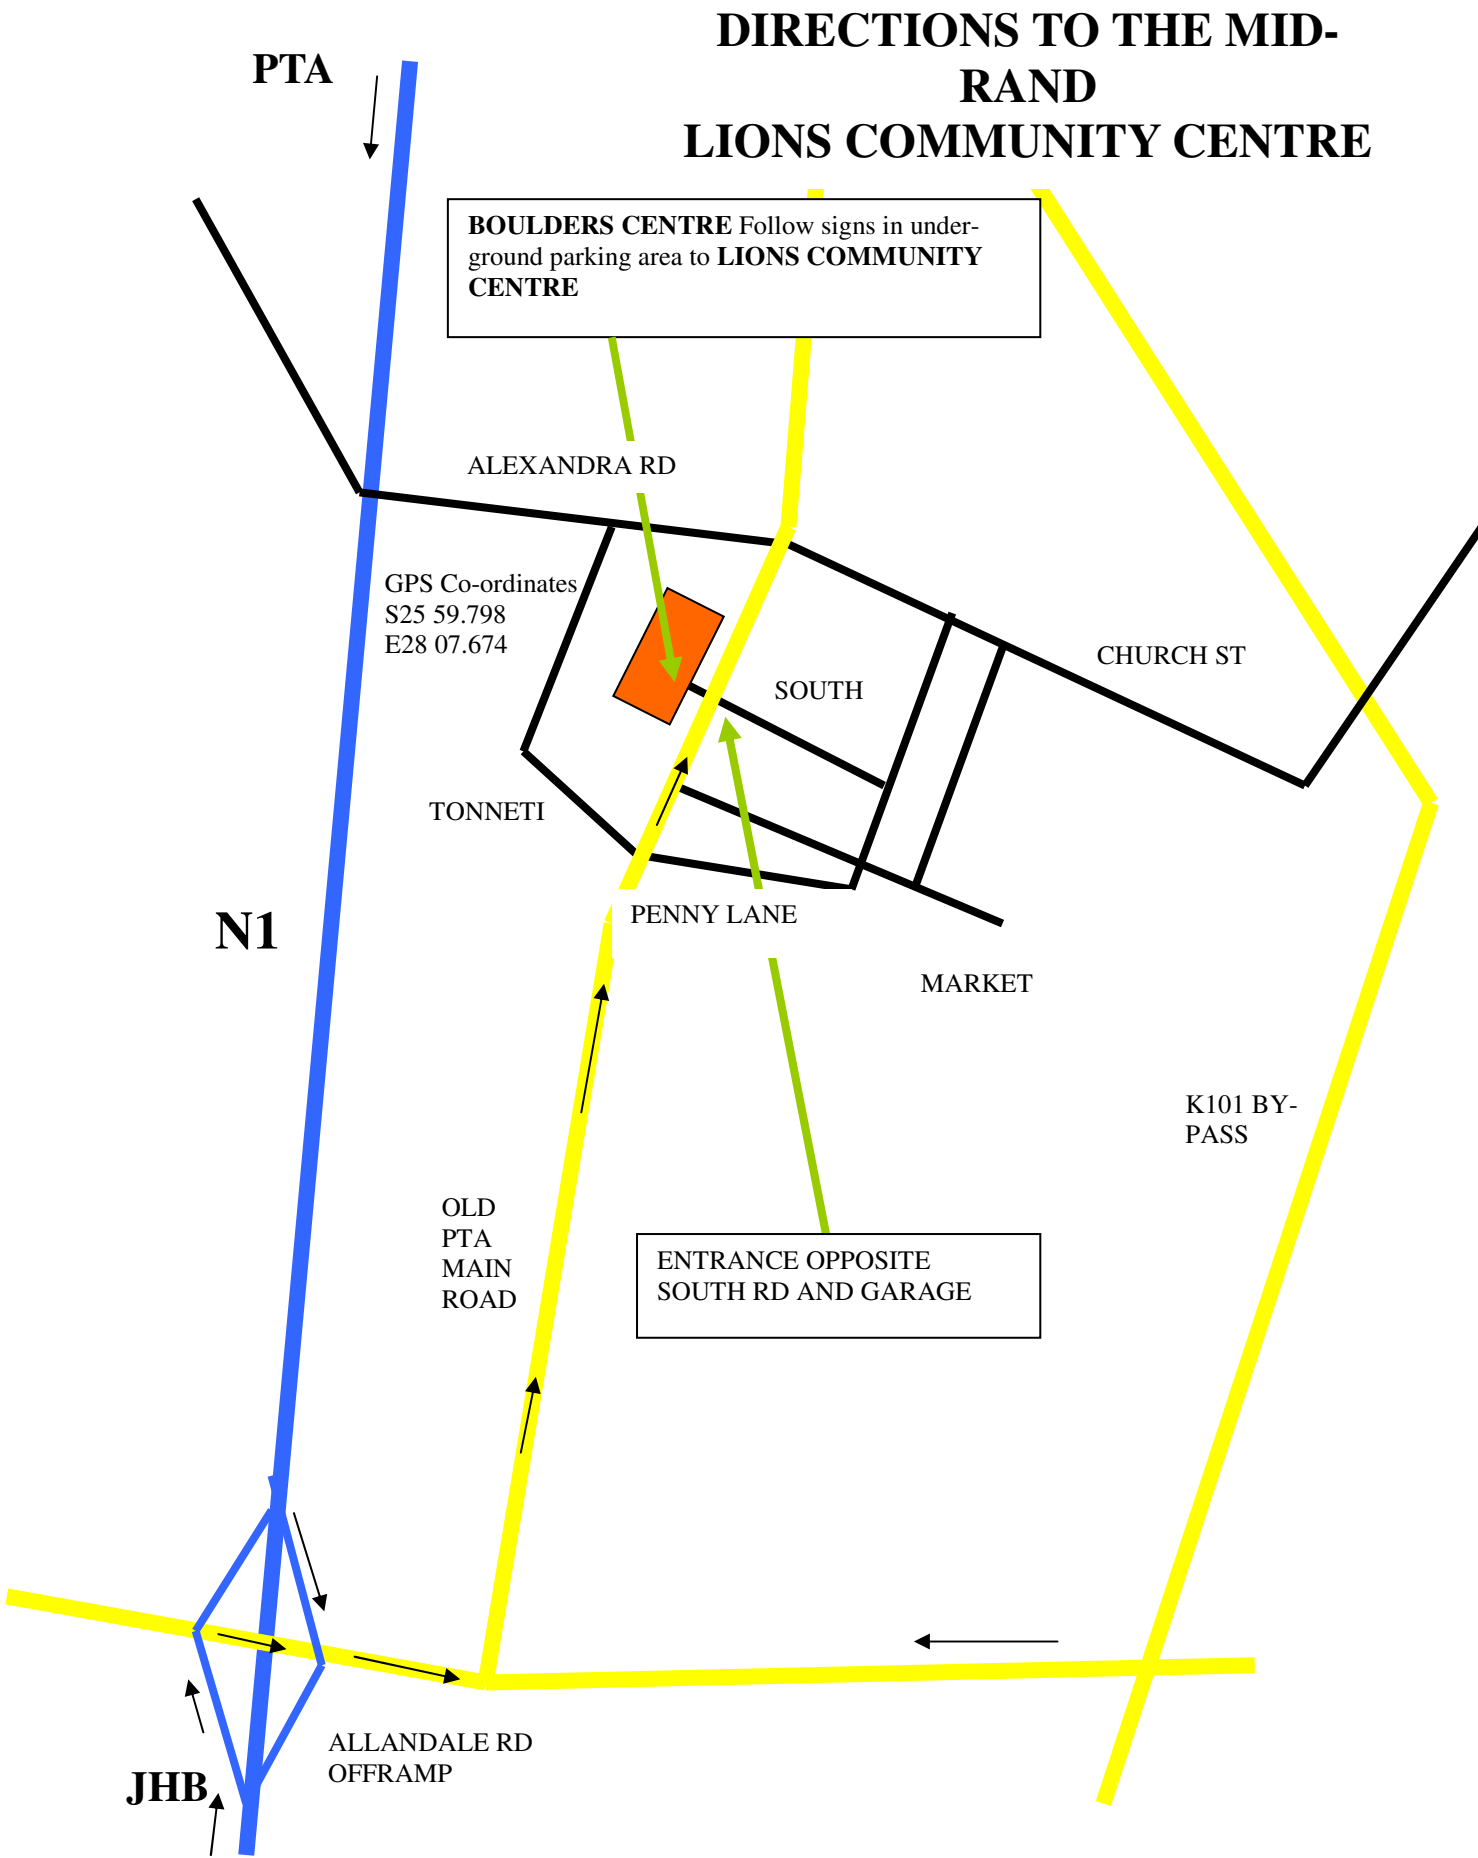 DIRECTIONS TO THE MID-
RAND
LIONS COMMUNITY CENTRE
PTA
BOULDERS CENTRE Follow signs in under-
ground parking area to LIONS COMMUNITY
CENTRE
ALEXANDRA RD
GPS Co-ordinates
S25 59.798
E28 07.674
CHURCH ST
SOUTH
TONNETI
PENNY LANE
N1
MARKET
K101 BY-
PASS
OLD
PTA
MAIN
ROAD
ENTRANCE OPPOSITE
SOUTH RD AND GARAGE
ALLANDALE RD
OFFRAMP
JHB